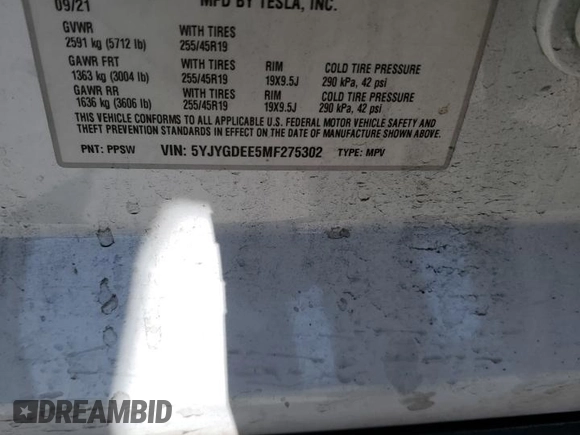 09/21 MFD BY TESLA, INC.
GVWR WITH TIRES
2591 kg (5712 lb) 255/45R19
GAWR FRT WITH TIRES RIM COLD TIRE PRESSURE
1363 kg (3004 lb) 255/45R19 19X9.5J 290 kPa, 42 psi
GAWR RR WITH TIRES RIM COLD TIRE PRESSURE
1636 kg (3606 lb) 255/45R19 19X9.5J 290 kPa, 42 psi
THIS VEHICLE CONFORMS TO ALL APPLICABLE U.S. FEDERAL MOTOR VEHICLE SAFETY AND
THEFT PREVENTION STANDARDS IN EFFECT ON THE DATE OF MANUFACTURE SHOWN ABOVE.
PNT: PPSW VIN: 5YJYGDEE5MF275302 TYPE: MPV
DREAMBID